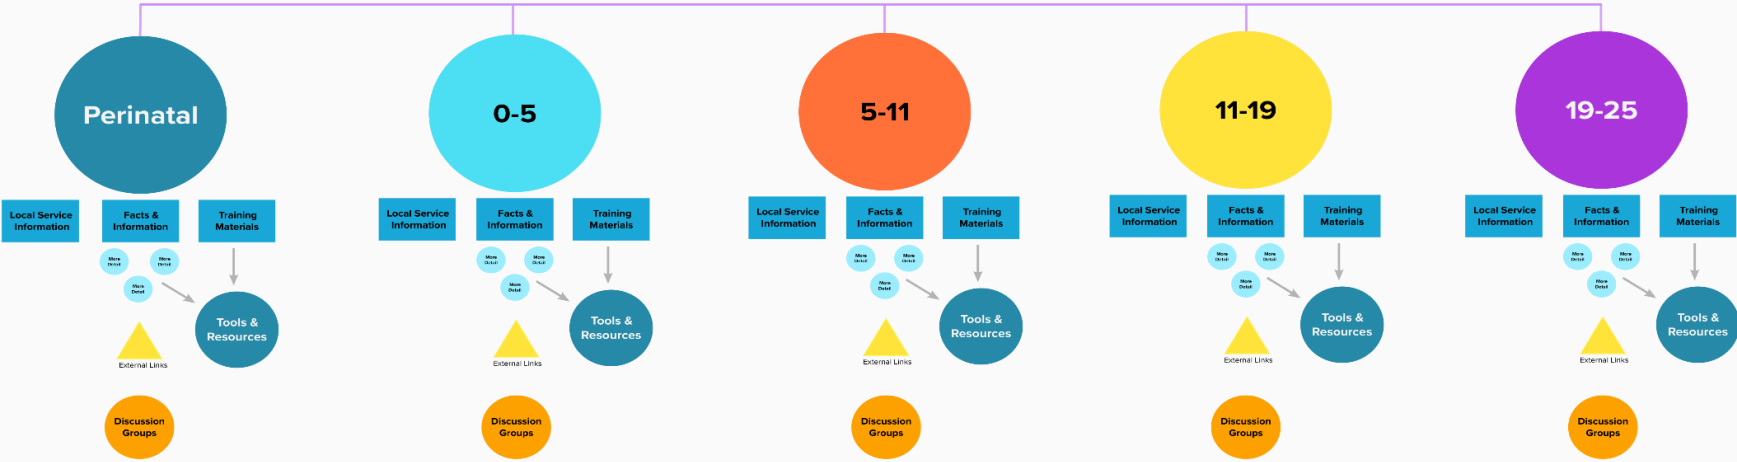 Perinatal
0-5
5-11
11-19
19-25
Local Service
Information
Facts &
Information
Training
Materials
More
Detail
More
Detail
More
Detail
Tools &
Resources
External Links
Discussion
Groups
Local Service
Information
Facts &
Information
Training
Materials
More
Detail
More
Detail
More
Detail
Tools &
Resources
External Links
Discussion
Groups
Local Service
Information
Facts &
Information
Training
Materials
More
Detail
More
Detail
More
Detail
Tools &
Resources
External Links
Discussion
Groups
Local Service
Information
Facts &
Information
Training
Materials
More
Detail
More
Detail
More
Detail
Tools &
Resources
External Links
Discussion
Groups
Local Service
Information
Facts &
Information
Training
Materials
More
Detail
More
Detail
More
Detail
Tools &
Resources
External Links
Discussion
Groups